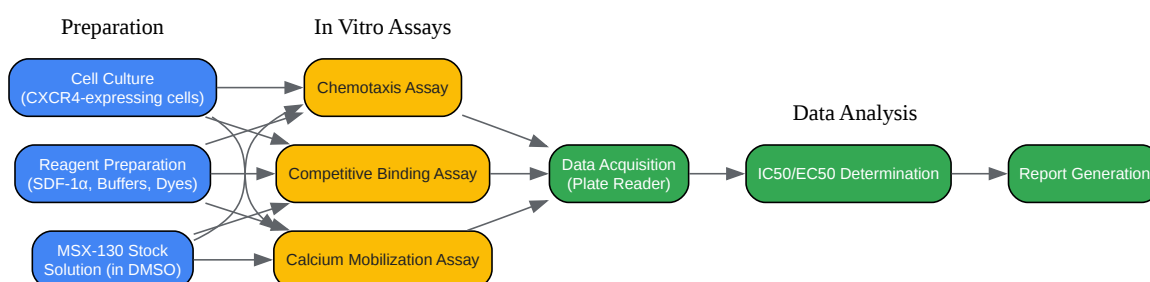 Preparation
In Vitro Assays
Cell Culture
(CXCR4-expressing cells)
Chemotaxis Assay
Data Analysis
Reagent Preparation
(SDF-1α, Buffers, Dyes)
Competitive Binding Assay
Data Acquisition
(Plate Reader)
IC50/EC50 Determination
Report Generation
MSX-130 Stock
Solution (in DMSO)
Calcium Mobilization Assay